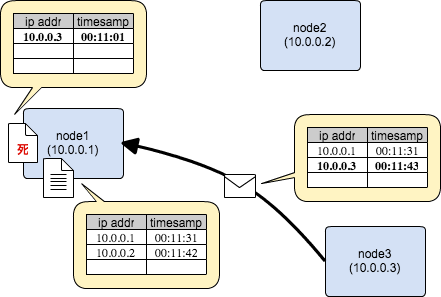 ip addr timesamp
10.0.0.3 00:11:01
node2
(10.0.0.2)
死
node1
(10.0.0.1)
ip addr timesamp
10.0.0.1 00:11:31
10.0.0.3 00:11:43
ip addr timesamp
10.0.0.1 00:11:31
10.0.0.2 00:11:42
node3
(10.0.0.3)